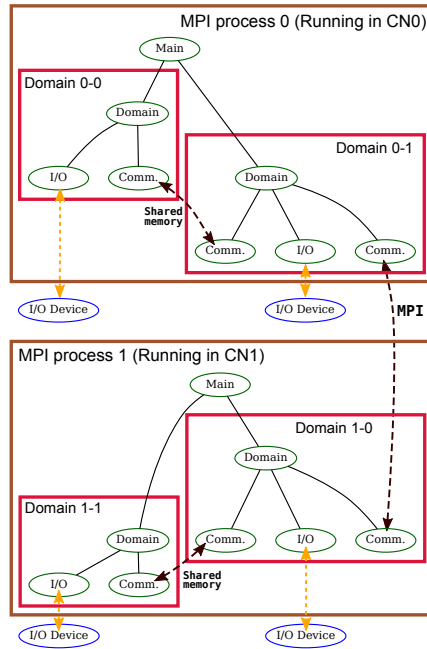 MPI process 0 (Running in CN0)
Main
Domain 0-0
Domain
Domain 0-1
I/O
Comm.
Domain
Shared
memory
Comm.
I/O
Comm.
I/O Device
I/O Device
MPI
MPI process 1 (Running in CN1)
Main
Domain 1-0
Domain
Domain 1-1
Domain
Comm.
I/O
Comm.
I/O
Comm.
Shared
memory
I/O Device
I/O Device